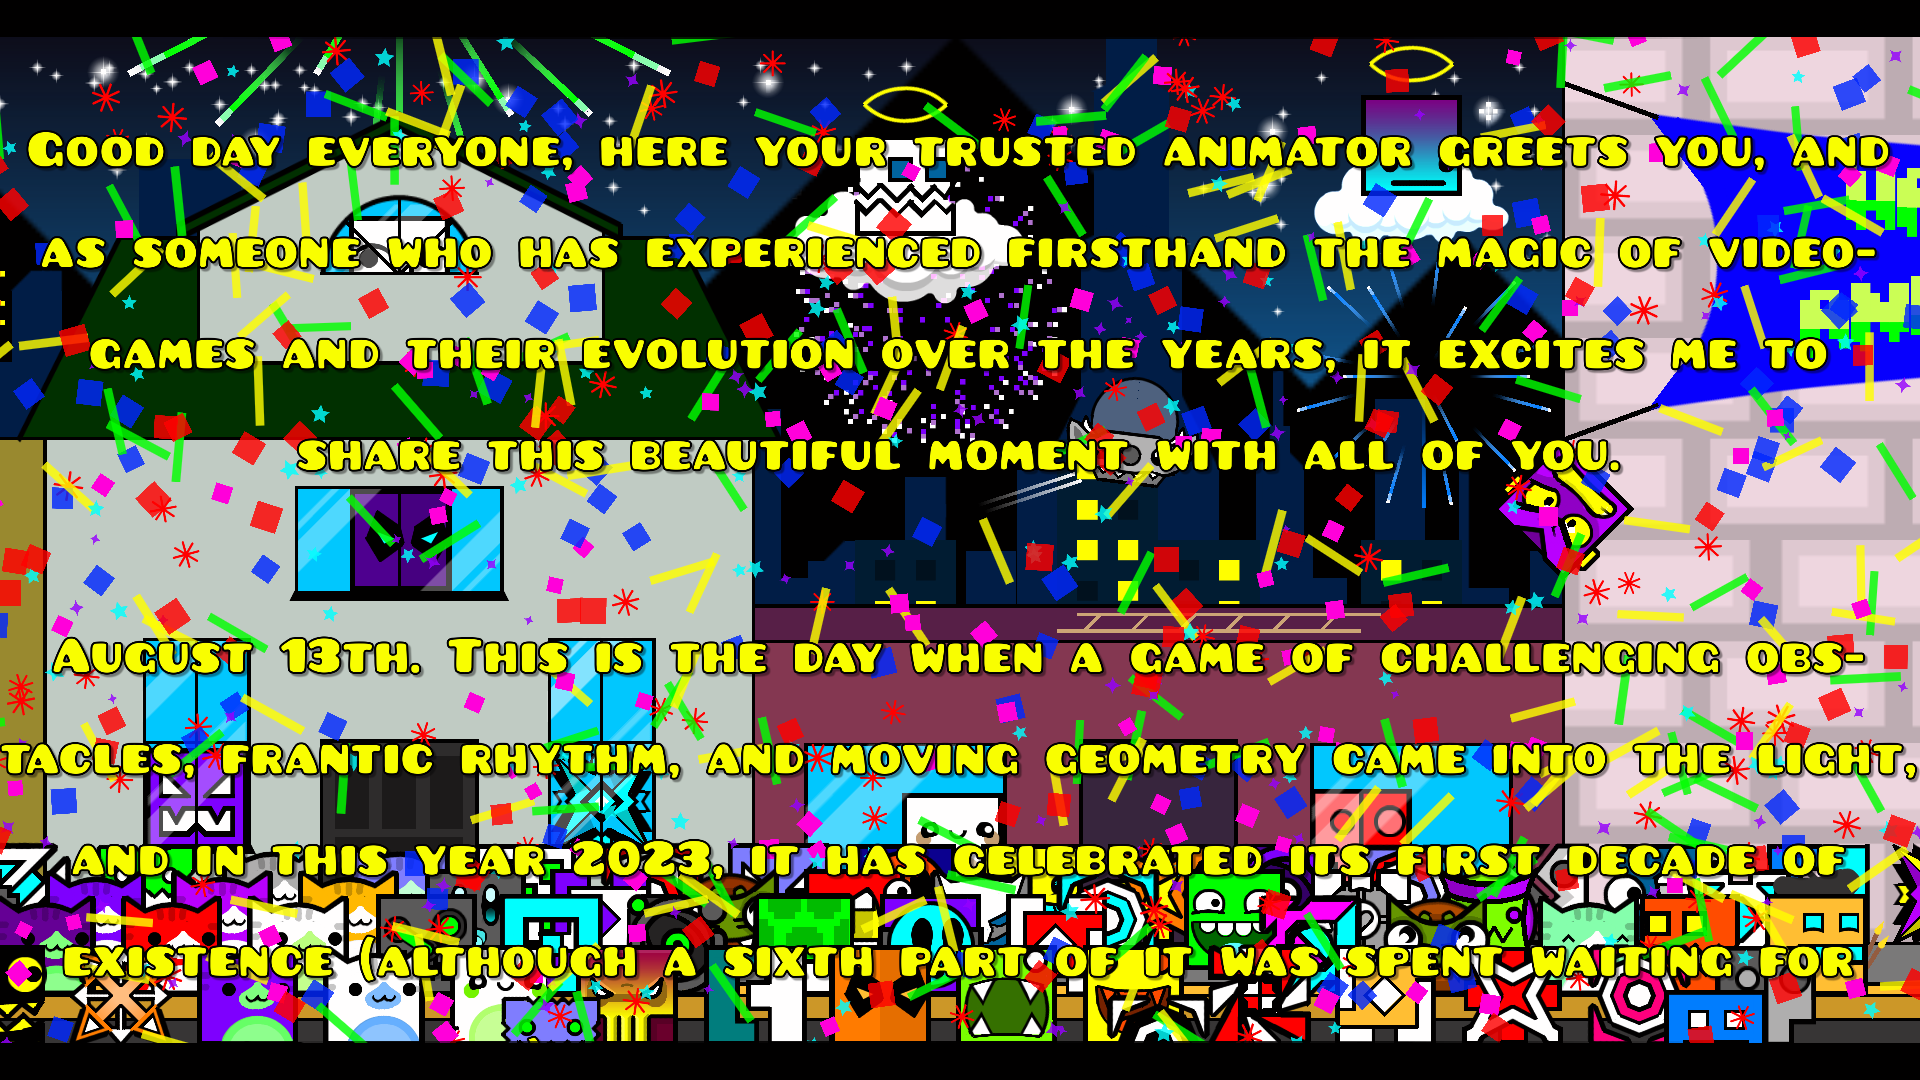 Good day everyone, here your trusted animator greets you, and
as someone who has experienced firsthand the magic of video-
games and their evolution over the years, it excites me to
share this beautiful moment with all of you.
August 13th. This is the day when a game of challenging obs-
tacles, frantic rhythm, and moving geometry came into the light,
and in this year 2023, it has celebrated its first decade of
existence (although a sixth part of it was spent waiting for